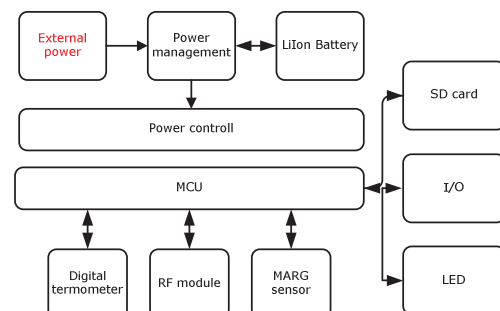 External
power
Power
management
LiIon Battery
SD card
Power controll
MCU
I/O
Digital
termometer
RF module
MARG
sensor
LED